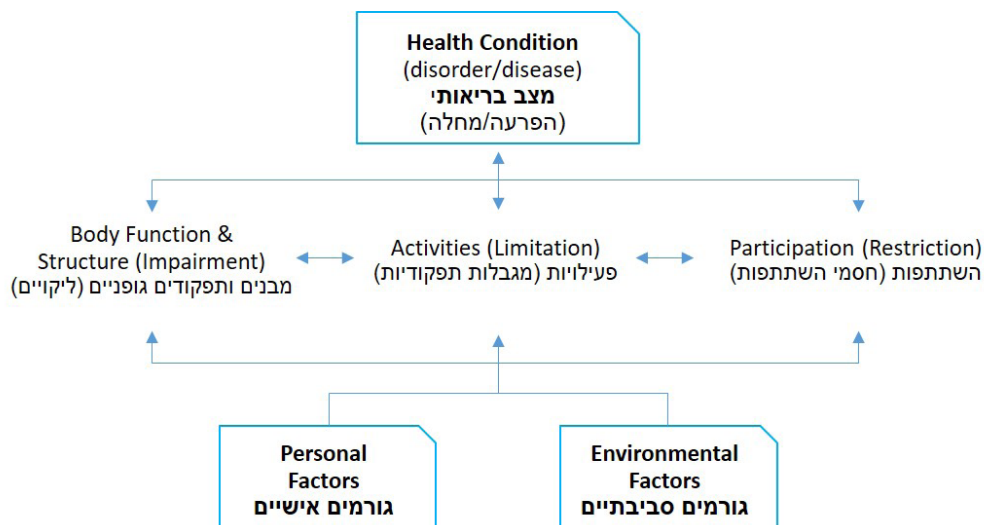 Health Condition
(disorder/disease)
מצב בריאותי
(הפרעה/מחלה)
Body Function &
Structure (Impairment)
מבנים ותפקודים גופניים (ליקויים)
Activities (Limitation)
פעילויות (מגבלות תפקודיות)
Participation (Restriction)
השתתפות (חסמי השתתפות)
Personal
Factors
גורמים אישיים
Environmental
Factors
גורמים סביבתיים